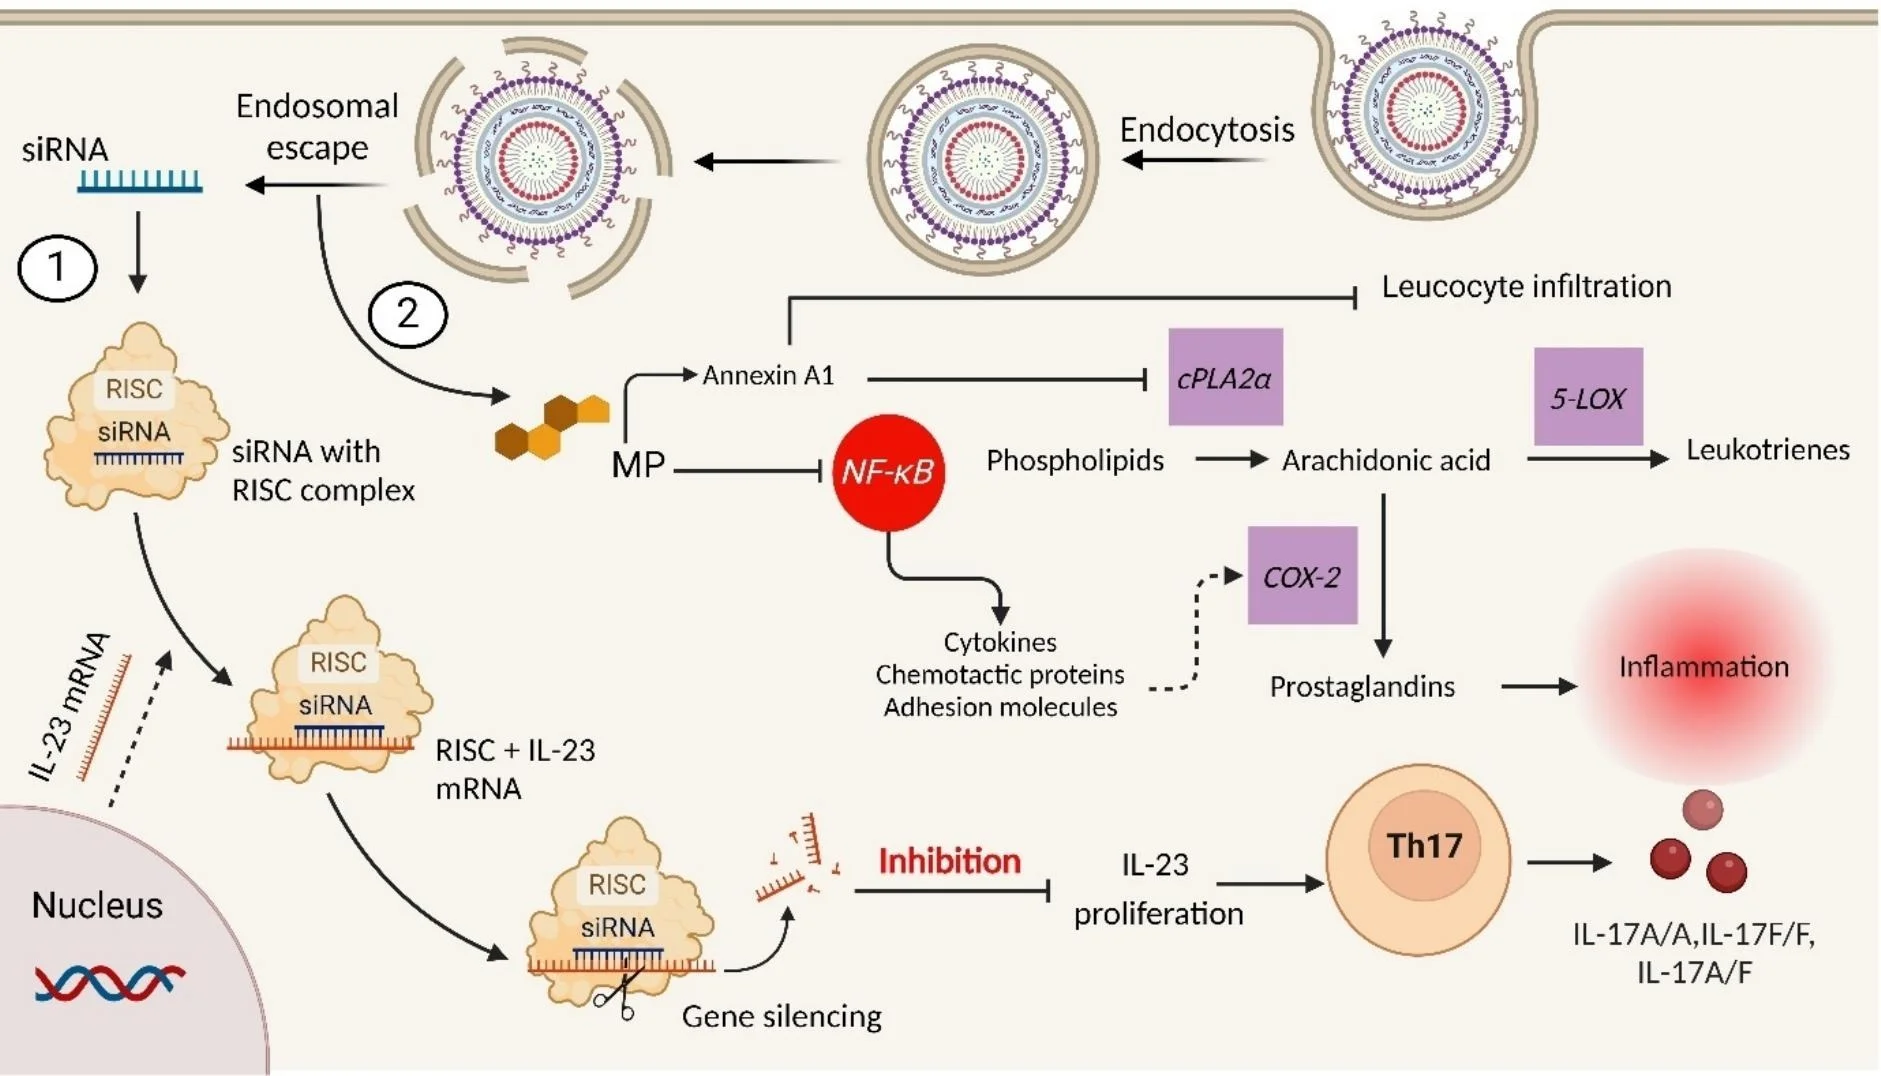 Endosomal
escape
siRNA
Endocytosis
1
2
Leucocyte infiltration
Annexin A1
cPLA2α
5-LOX
RISC
siRNA
siRNA with
RISC complex
MP
NF-κB
Phospholipids
Arachidonic acid
Leukotrienes
COX-2
Cytokines
Chemotactic proteins
Adhesion molecules
Prostaglandins
Inflammation
IL-23 mRNA
RISC
siRNA
RISC + IL-23
mRNA
Nucleus
RISC
siRNA
Gene silencing
Inhibition
IL-23
proliferation
Th17
IL-17A/A,IL-17F/F,
IL-17A/F